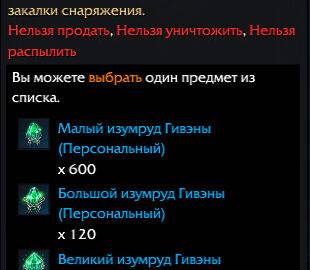 закалки снаряжения.
Нельзя продать, Нельзя уничтожить, Нельзя
распылить
Вы можете выбрать один предмет из
списка.
Малый изумруд Гивэны
(Персональный)
x 600
Большой изумруд Гивэны
(Персональный)
x 120
Великий изумруд Гивэны